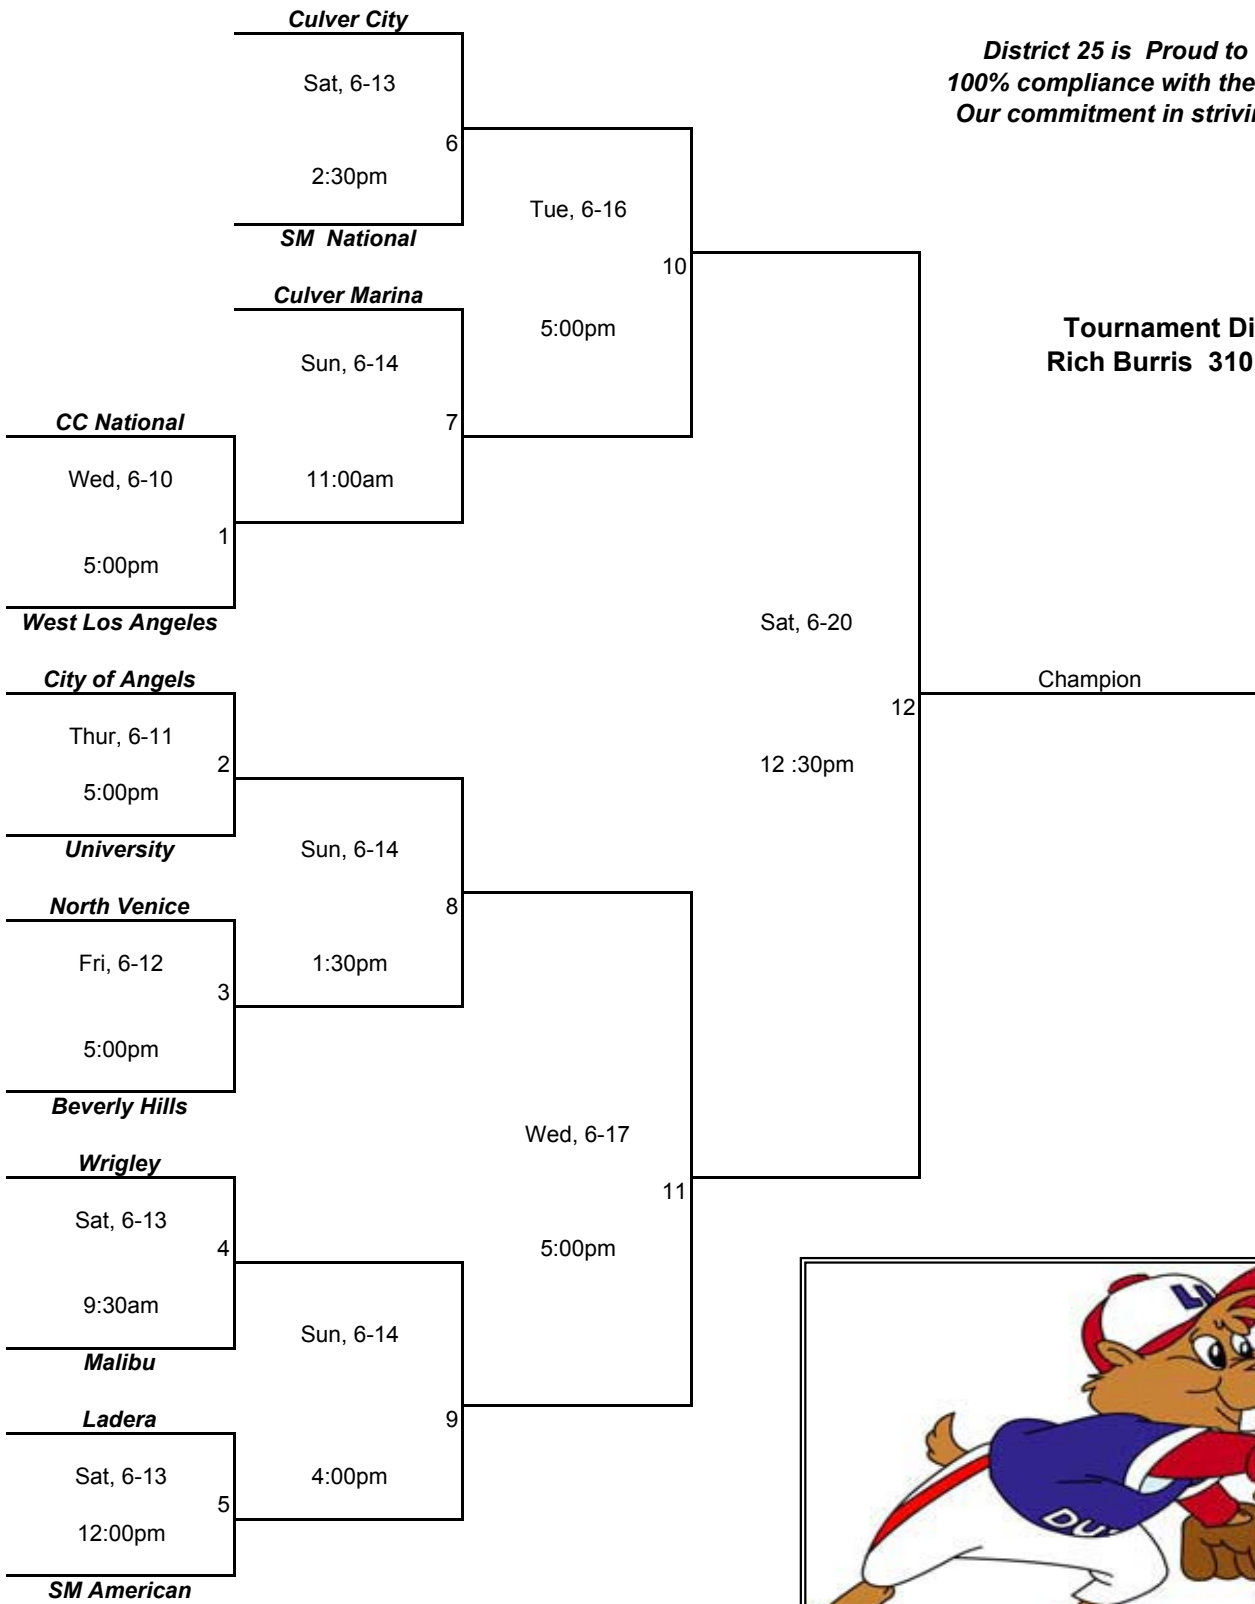 Culver City
District 25 is Proud to
Sat, 6-13
100% compliance with the
Our commitment in
6
2:30pm
Tue, 6-16
SM National
10
Culver Marina
5:00pm
Tournament
Rich Burris 310
Sun, 6-14
CC National
7
Wed, 6-10
11:00am
1
5:00pm
West Los Angeles
Sat, 6-20
City of Angels
Champion
12
Thur, 6-11
2
12 :30pm
5:00pm
University
Sun, 6-14
North Venice
8
Fri, 6-12
1:30pm
3
5:00pm
Beverly Hills
Wed, 6-17
Wrigley
11
Sat, 6-13
4
5:00pm
9:30am
Sun, 6-14
Malibu
Ladera
9
Sat, 6-13
4:00pm
5
12:00pm
SM American